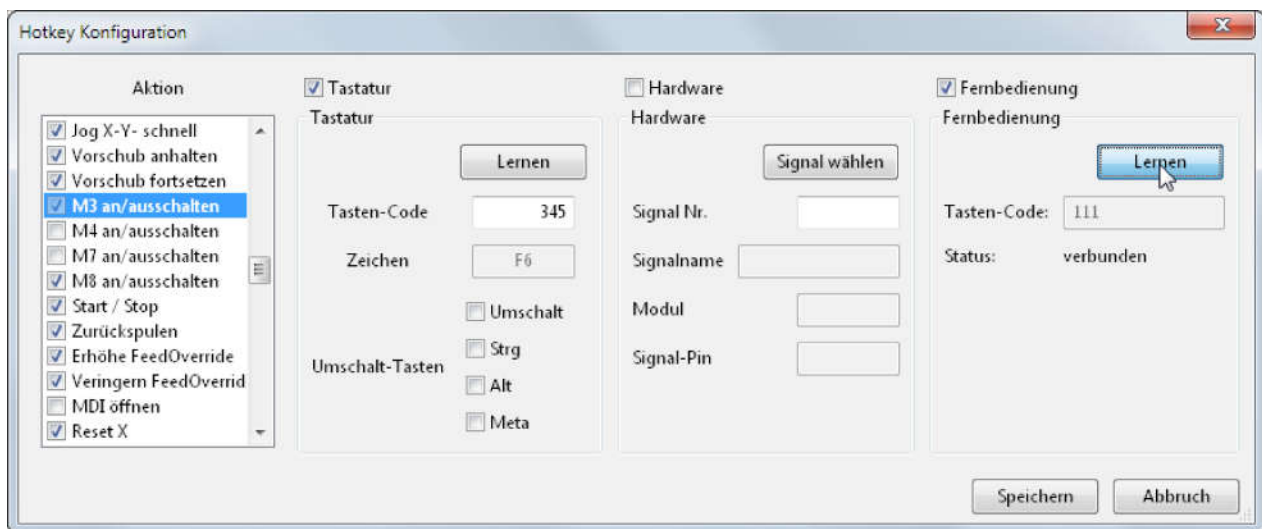 Hotkey Konfiguration
Aktion
Jog X-Y- schnell
Vorschub anhalten
Vorschub fortsetzen
M3 an/ausschalten
M4 an/ausschalten
M7 an/ausschalten
M8 an/ausschalten
Start / Stop
Zurückspulen
Erhöhe FeedOverride
Veringern FeedOverrid
MDI öffnen
Reset X
Tastatur
Tastatur
Lernen
Tasten-Code 345
Zeichen F6
Umschalt-Tasten
Umschalt
Strg
Alt
Meta
Hardware
Hardware
Signal wählen
Signal Nr.
Signalname
Modul
Signal-Pin
Fernbedienung
Fernbedienung
Lernen
Tasten-Code: 111
Status: verbunden
Speichern Abbruch